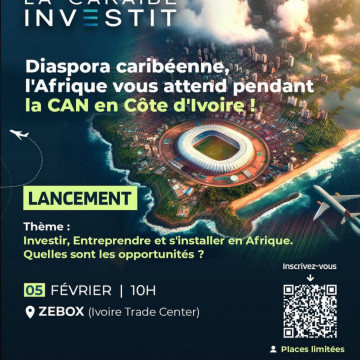 LA CARAÏBE
INVESTIT
Diaspora caribéenne,
l'Afrique vous attend pendant
la CAN en Côte d'Ivoire !
LANCEMENT
Thème :
Investir, Entreprendre et s'installer en Afrique.
Quelles sont les opportunités ?
05 FÉVRIER | 10H
ZEBOX (Ivoire Trade Center)
Inscrivez-vous
Places limitées